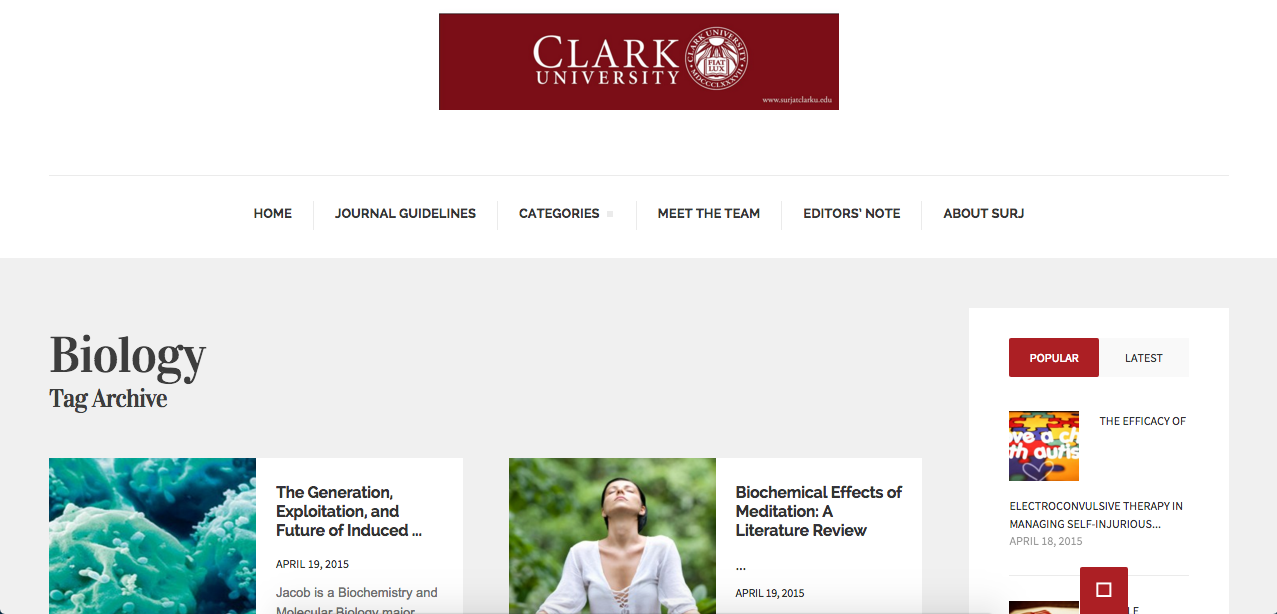 CLARK
UNIVERSITY
CLARK UNIVERSITY
FIAT
LUX
MDCCCLXXXVII
www.surjatclarku.edu
HOME
JOURNAL GUIDELINES
CATEGORIES
MEET THE TEAM
EDITORS' NOTE
ABOUT SURJ
Biology
Tag Archive
The Generation,
Exploitation, and
Future of Induced ...
APRIL 19, 2015
Jacob is a Biochemistry and
Molecular Biology major
Biochemical Effects of
Meditation: A
Literature Review
...
APRIL 19, 2015
POPULAR
LATEST
THE EFFICACY OF
ELECTROCONVULSIVE THERAPY IN
MANAGING SELF-INJURIOUS...
APRIL 18, 2015